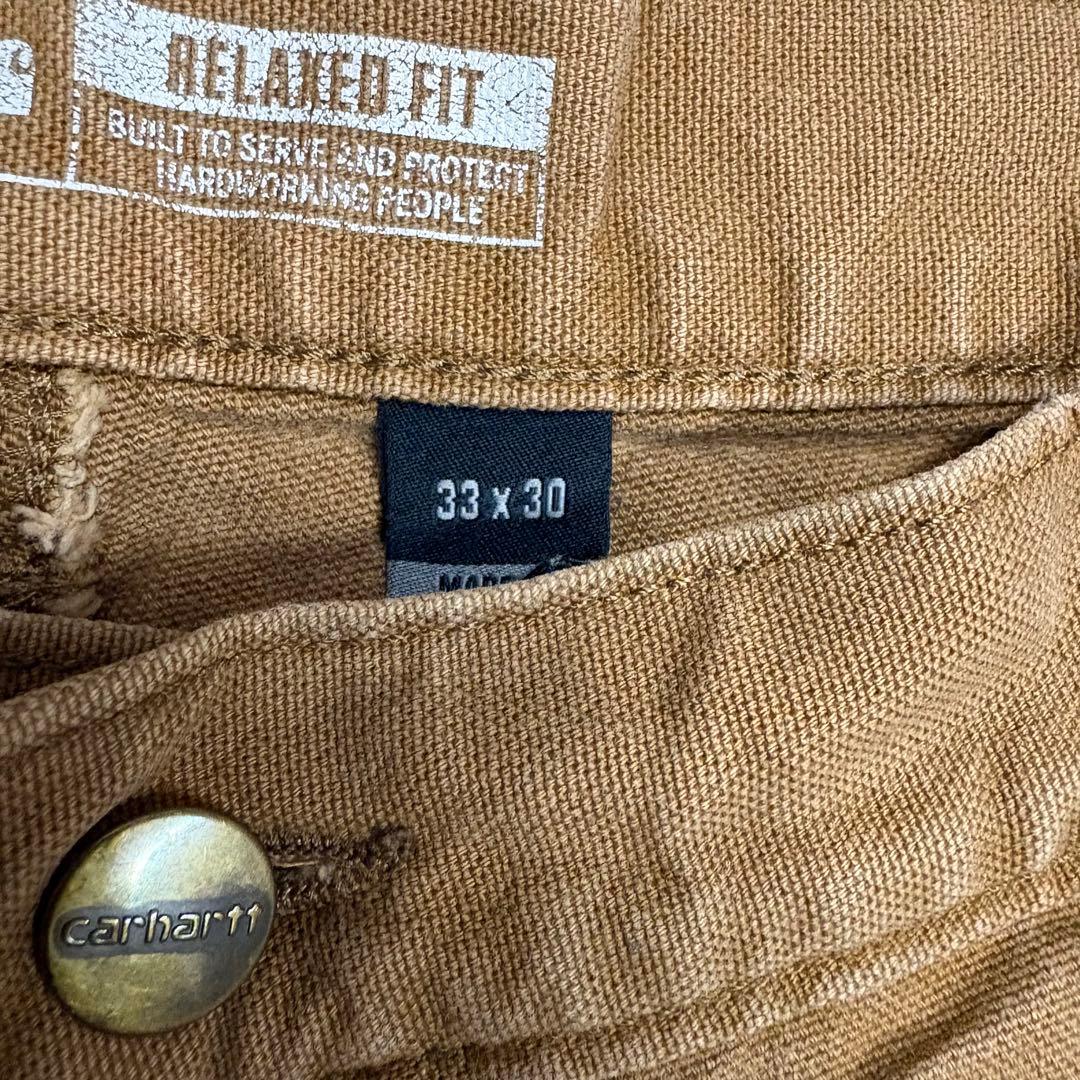 RELAXED FIT
BUILT TO SERVE AND PROTECT
HARDWORKING PEOPLE
33 x 30
carhartt